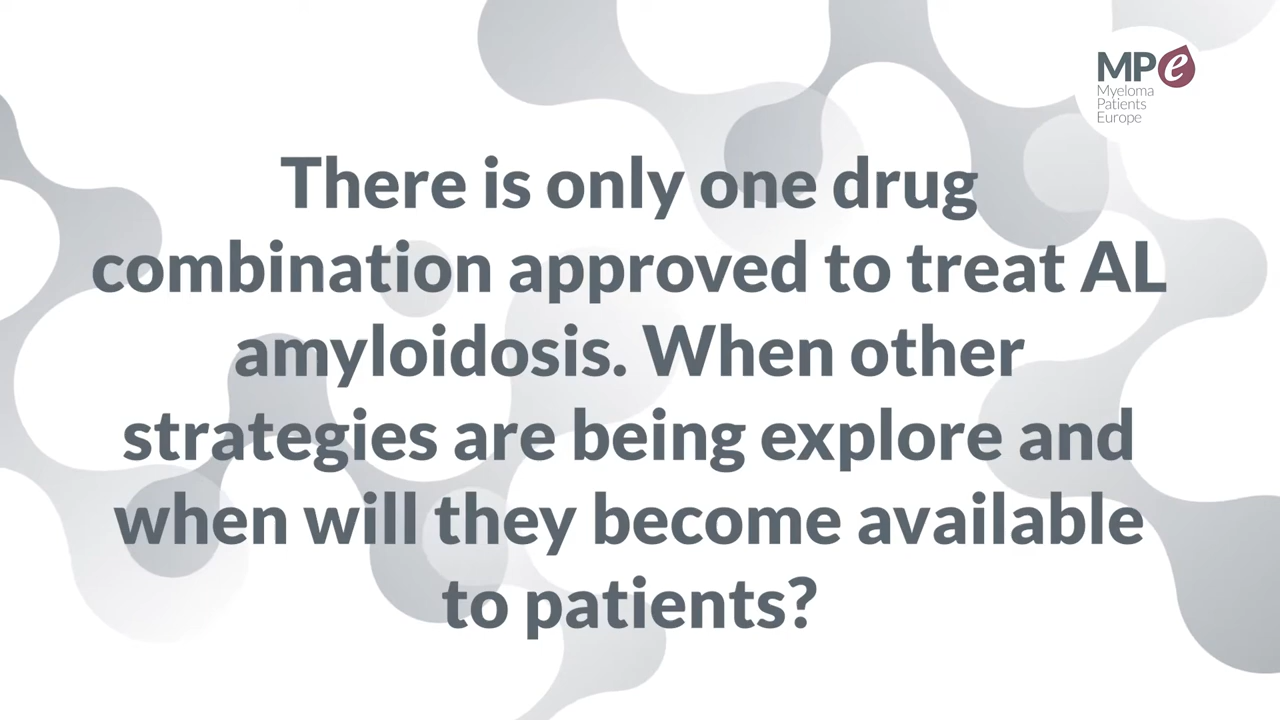 MPe
Myeloma
Patients
Europe
There is only one drug
combination approved to treat AL
amyloidosis. When other
strategies are being explore and
when will they become available
to patients?